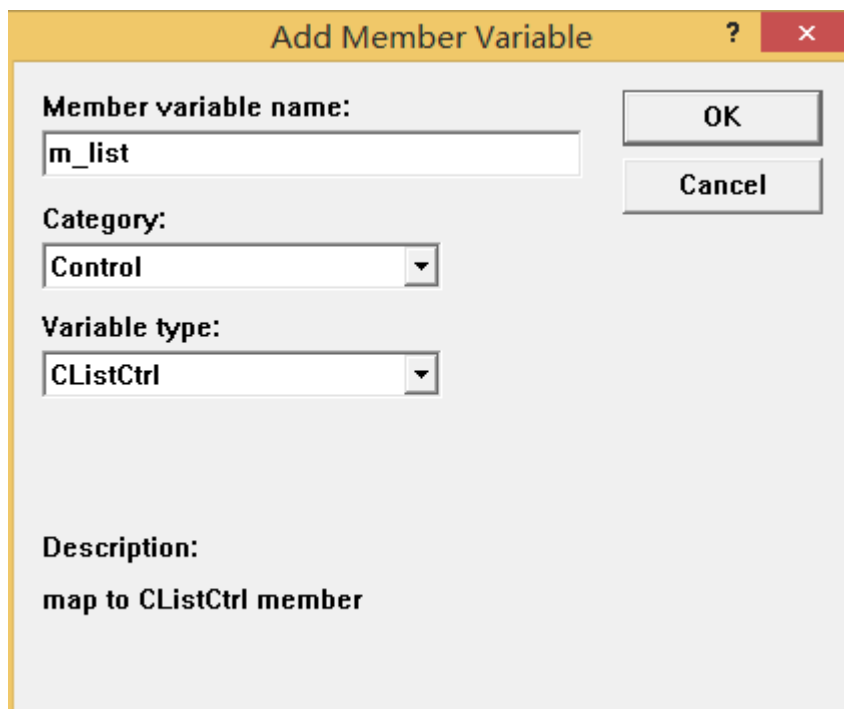 Add Member Variable
?
×
Member variable name:
OK
m_list
Cancel
Category:
Control
Variable type:
CListCtrl
Description:
map to CListCtrl member